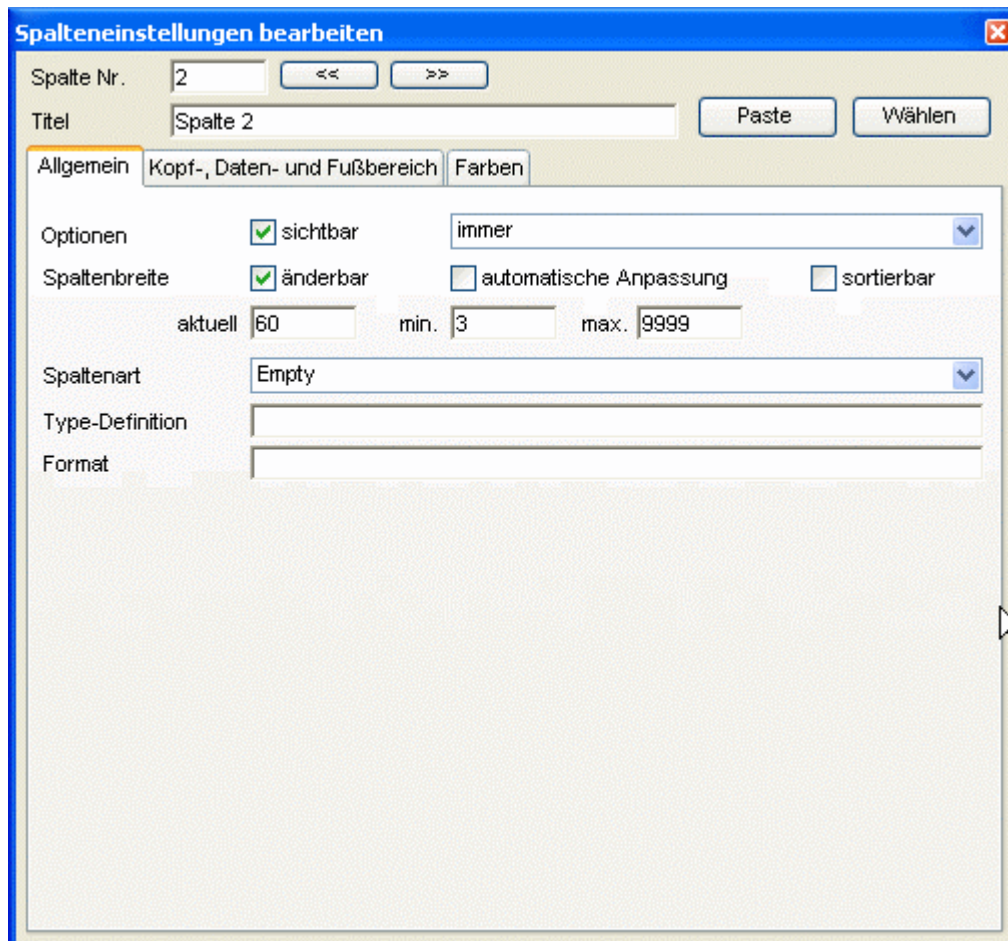 Spalteneinstellungen bearbeiten
Spalte Nr. 2 << >>
Titel Spalte 2 Paste Wählen
Allgemein Kopf-, Daten- und Fußbereich Farben
Optionen sichtbar immer
Spaltenbreite änderbar automatische Anpassung sortierbar
aktuell 60 min. 3 max. 9999
Spaltenart Empty
Type-Definition
Format